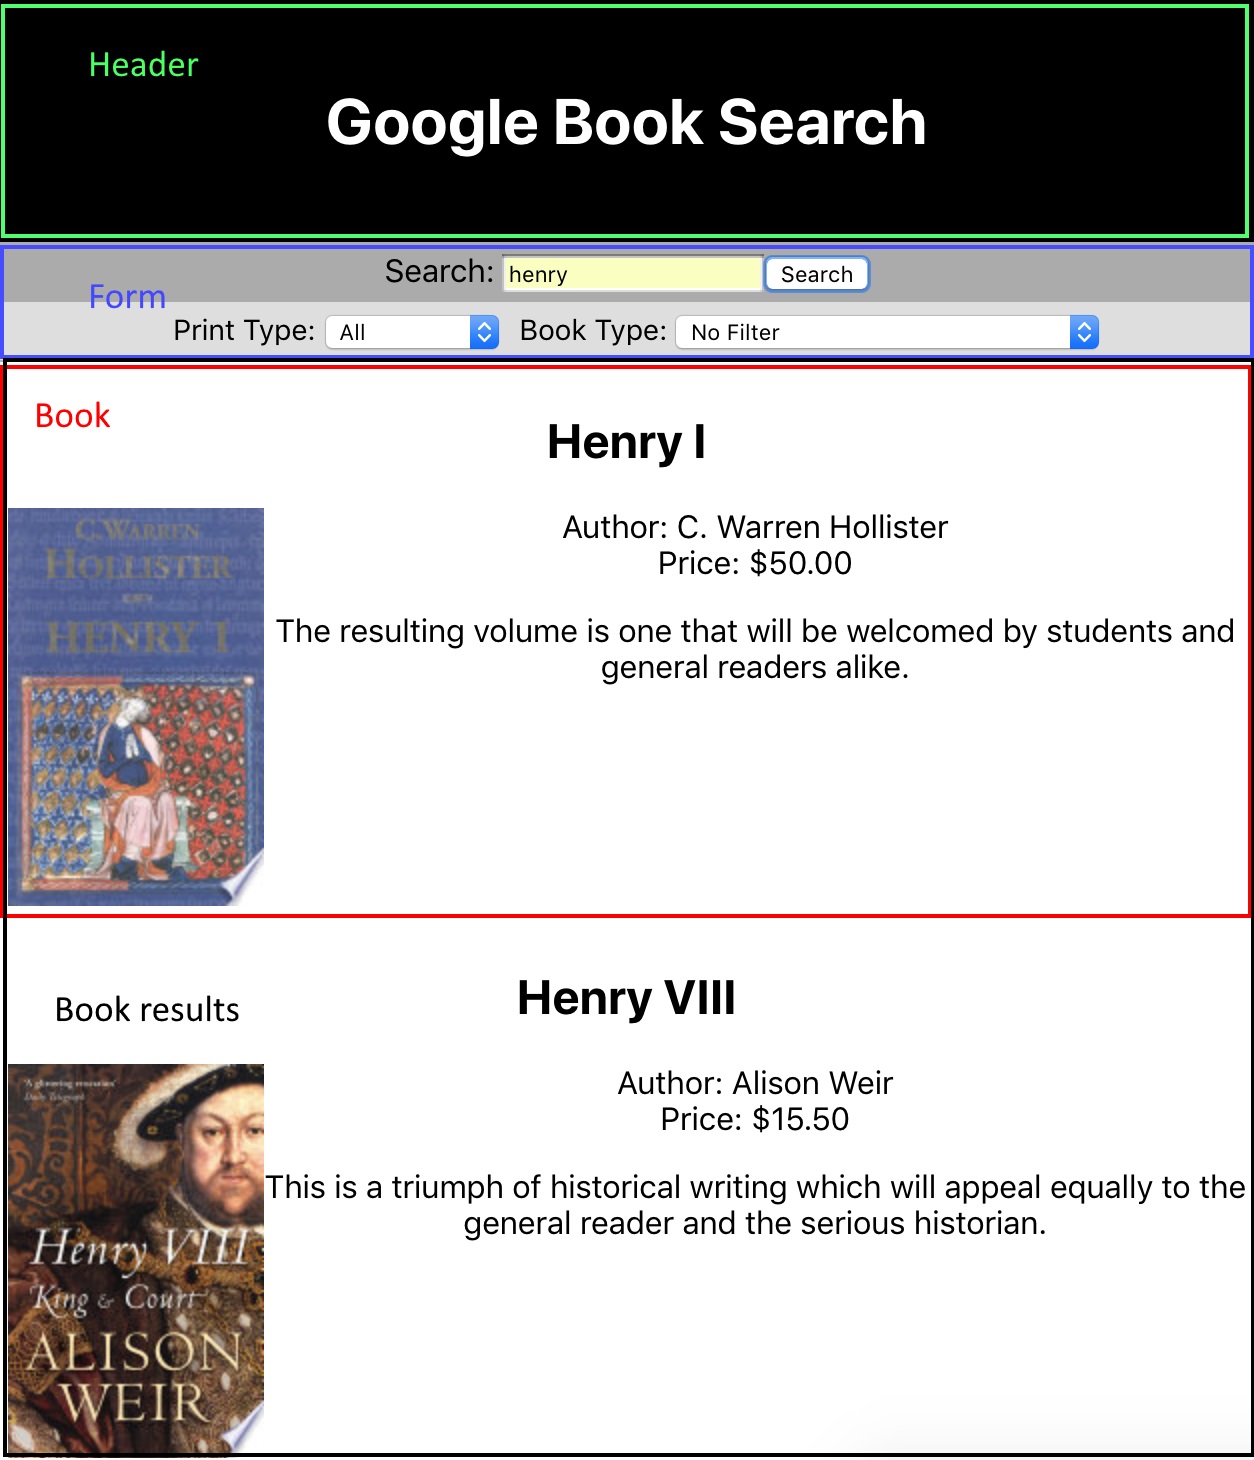 Header
Google Book Search
Search: henry Search
Form
Print Type: All Book Type: No Filter
Book
Henry I
C. WARREN
HOLLISTER
HENRY I
Author: C. Warren Hollister
Price: $50.00
The resulting volume is one that will be welcomed by students and
general readers alike.
Henry VIII
Book results
'A glittering
Daily Telegraph
Henry VIII
King & Court
ALISON
WEIR
Author: Alison Weir
Price: $15.50
This is a triumph of historical writing which will appeal equally to the
general reader and the serious historian.